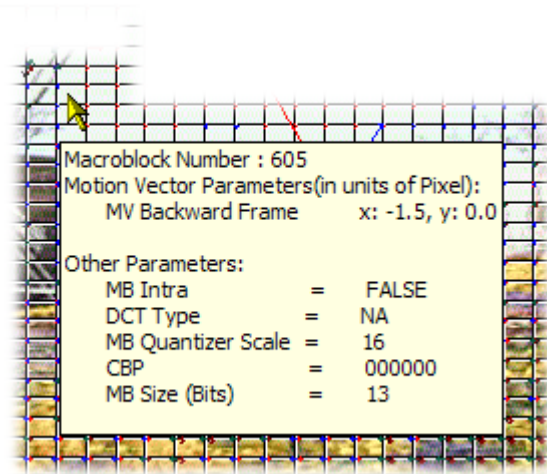 Macroblock Number : 605
Motion Vector Parameters(in units of Pixel):
MV Backward Frame x: -1.5, y: 0.0
Other Parameters:
MB Intra = FALSE
DCT Type = NA
MB Quantizer Scale = 16
CBP = 000000
MB Size (Bits) = 13